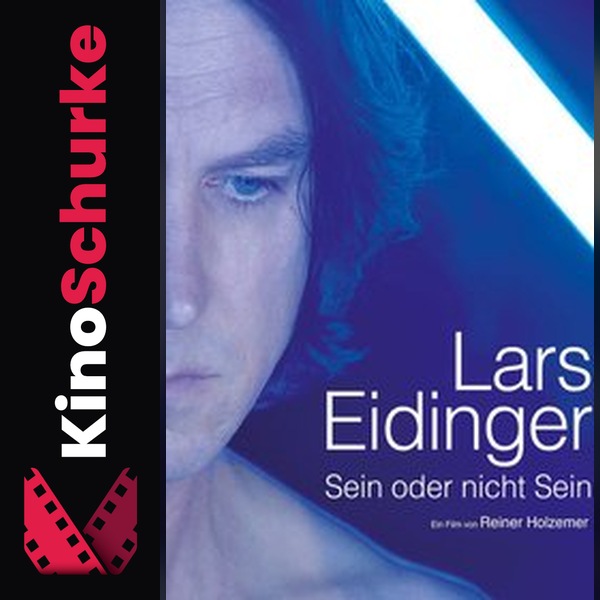 KinoSchurke
Lars
Eidinger
Sein oder nicht Sein
Ein Film von Reiner Holzemer